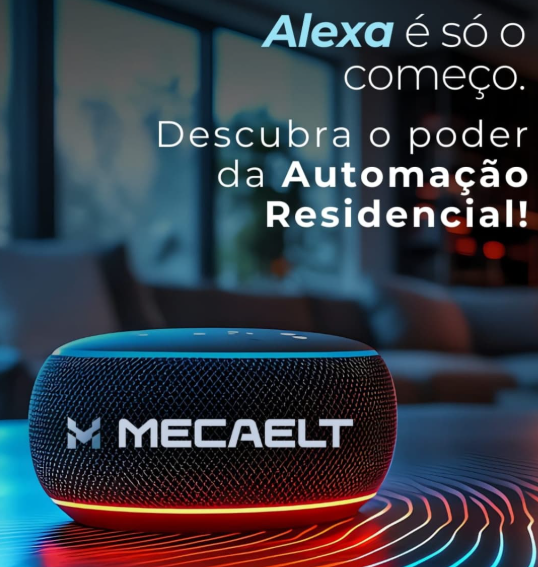 Alexa é só o
começo.
Descubra o poder
da Automação
Residencial!
MECAELT